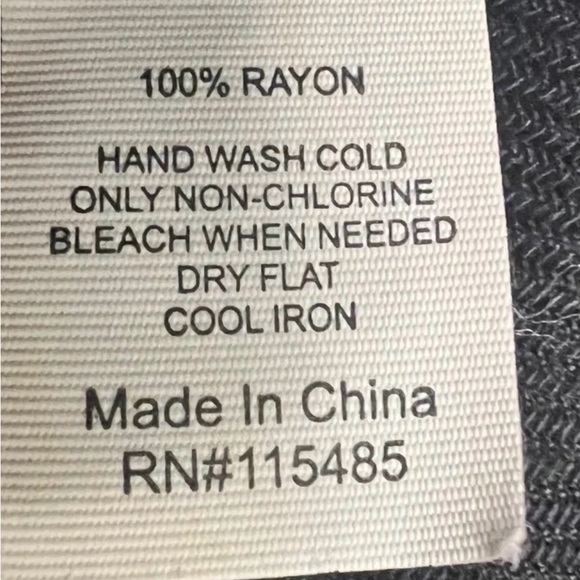 100% RAYON
HAND WASH COLD
ONLY NON-CHLORINE
BLEACH WHEN NEEDED
DRY FLAT
COOL IRON
Made In China
RN#115485